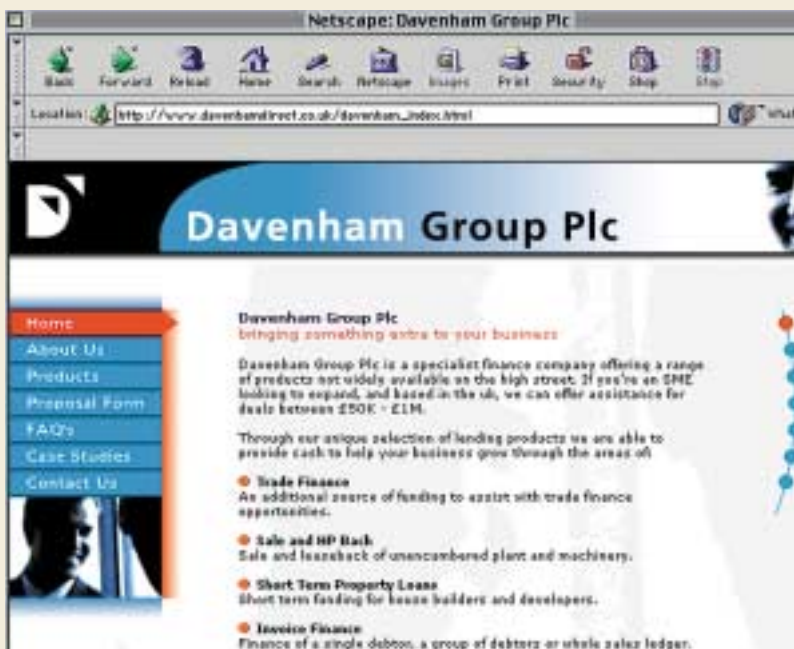 Netscape: Davenham Group Plc
Back Forward Reload Home Search Netscape Images Print Security Shop Stop
Location: http://www.davenhamdirect.co.uk/davenham_index.html
What
D
Davenham Group Plc
Home
About Us
Products
Proposal Form
FAQ's
Case Studies
Contact Us
Davenham Group Plc
bringing something extra to your business
Davenham Group Plc is a specialist finance company offering a range
of products not widely available on the high street. If you're an SME
looking to expand, and based in the uk, we can offer assistance for
deals between £50K - £1M.
Through our unique selection of lending products we are able to
provide cash to help your business grow through the areas of:
Trade Finance
An additional source of funding to assist with trade finance
opportunities.
Sale and HP Back
Sale and leaseback of unencumbered plant and machinery.
Short Term Property Loans
Short term funding for house builders and developers.
Invoice Finance
Finance of a single debtor, a group of debtors or whole sales ledger.